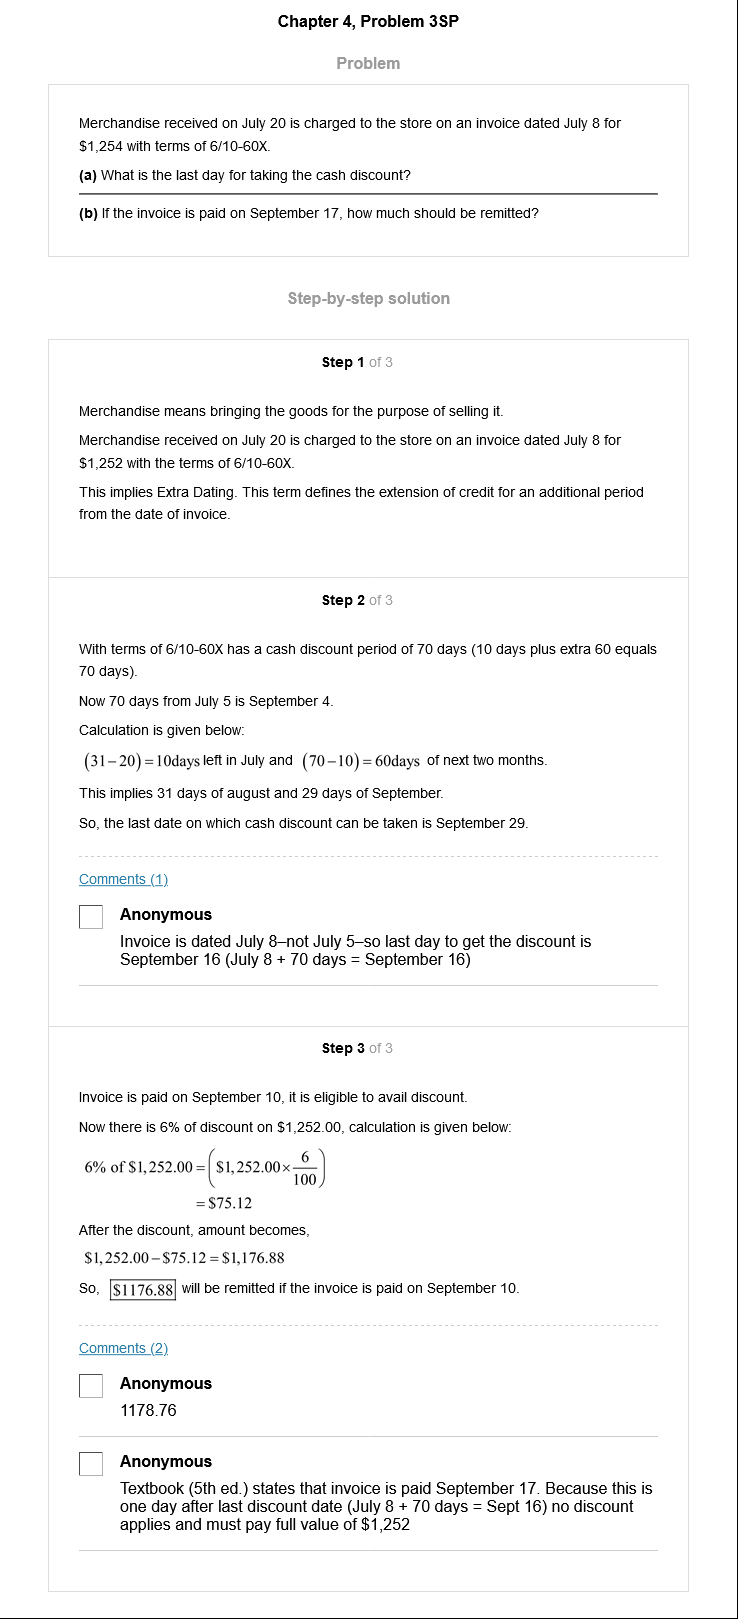 Chapter 4, Problem 3SP
Problem
Merchandise received on July 20 is charged to the store on an invoice dated July 8 for
$1,254 with terms of 6/10-60X.
(a) What is the last day for taking the cash discount?
(b) If the invoice is paid on September 17, how much should be remitted?
Step-by-step solution
Step 1 of 3
Merchandise means bringing the goods for the purpose of selling it.
Merchandise received on July 20 is charged to the store on an invoice dated July 8 for
$1,252 with the terms of 6/10-60X.
This implies Extra Dating. This term defines the extension of credit for an additional period
from the date of invoice.
Step 2 of 3
With terms of 6/10-60X has a cash discount period of 70 days (10 days plus extra 60 equals
70 days).
Now 70 days from July 5 is September 4.
Calculation is given below:
(31−20)=10days left in July and (70−10)=60days of next two months.
This implies 31 days of august and 29 days of September.
So, the last date on which cash discount can be taken is September 29.
Comments (1)
Anonymous
Invoice is dated July 8–not July 5–so last day to get the discount is
September 16 (July 8 + 70 days = September 16)
Step 3 of 3
Invoice is paid on September 10, it is eligible to avail discount.
Now there is 6% of discount on $1,252.00, calculation is given below:
6% of $1,252.00 = ($1,252.00×6/100)
= $75.12
After the discount, amount becomes,
$1,252.00−$75.12=$1,176.88
So, $1176.88 will be remitted if the invoice is paid on September 10.
Comments (2)
Anonymous
1178.76
Anonymous
Textbook (5th ed.) states that invoice is paid September 17. Because this is
one day after last discount date (July 8 + 70 days = Sept 16) no discount
applies and must pay full value of $1,252